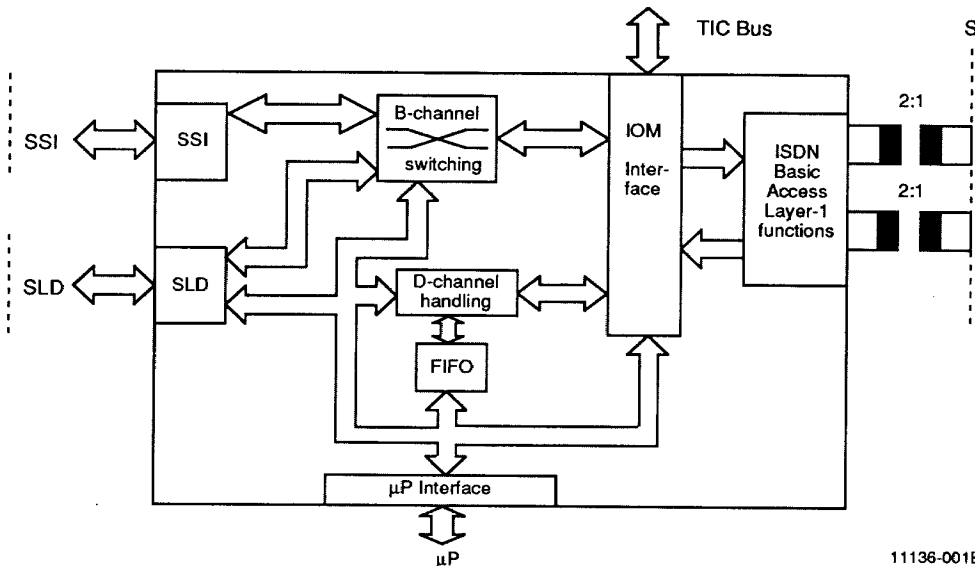 TIC Bus
S
2:1
SSI
SSI
B-channel
switching
IOM
Inter-
face
ISDN
Basic
Access
Layer-1
functions
2:1
SLD
SLD
D-channel
handling
FIFO
µP Interface
µP
11136-001E